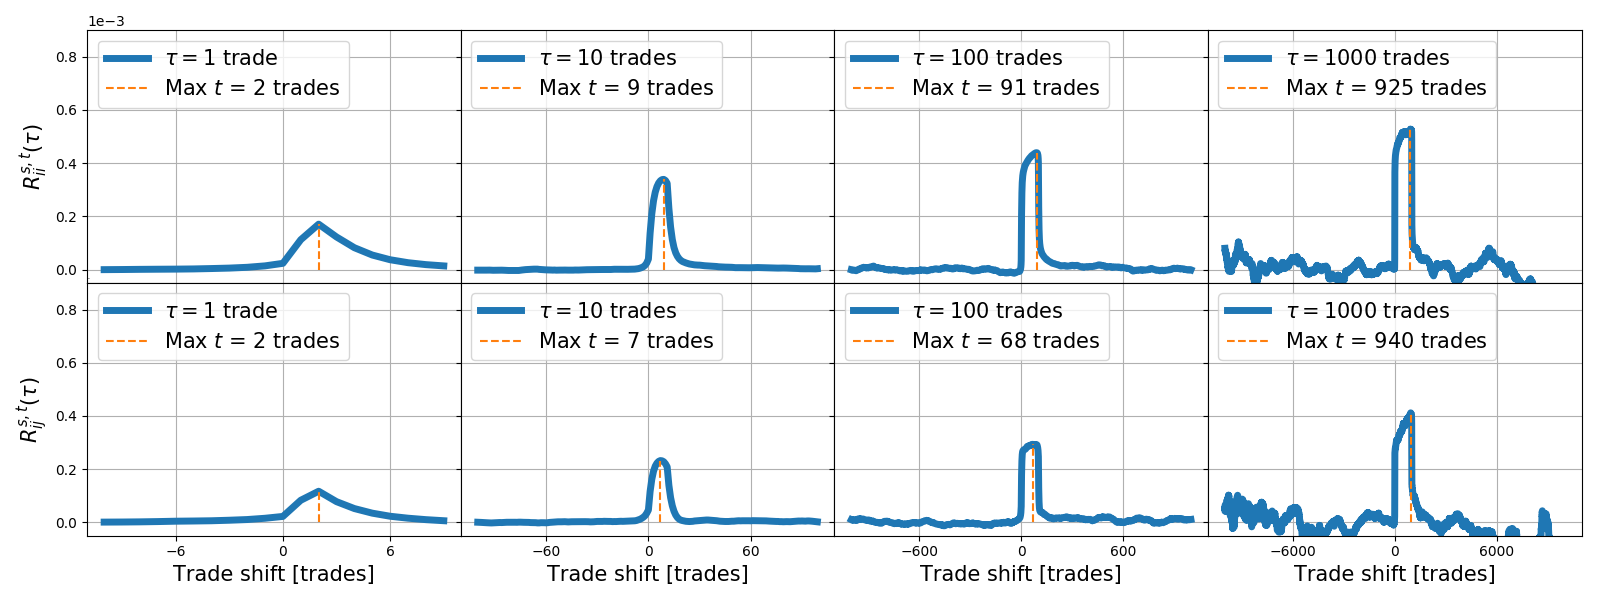 1e−3
τ = 1 trade
Max t = 2 trades
τ = 10 trades
Max t = 9 trades
τ = 100 trades
Max t = 91 trades
τ = 1000 trades
Max t = 925 trades
0.8
0.6
0.4
0.2
0.0
R_{ii}^{s,t}(τ)
τ = 1 trade
Max t = 2 trades
τ = 10 trades
Max t = 7 trades
τ = 100 trades
Max t = 68 trades
τ = 1000 trades
Max t = 940 trades
0.8
0.6
0.4
0.2
0.0
R_{ij}^{s,t}(τ)
−6 0 6
−60 0 60
−600 0 600
−6000 0 6000
Trade shift [trades]
Trade shift [trades]
Trade shift [trades]
Trade shift [trades]